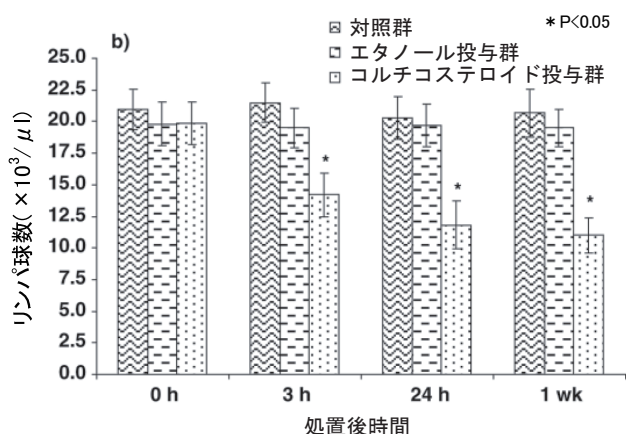 b)
対照群
エタノール投与群
コルチコステロイド投与群
* P<0.05
リンパ球数(×10³/μl)
25.0
22.5
20.0
17.5
15.0
12.5
10.0
7.5
5.0
2.5
0.0
*
*
*
0 h
3 h
24 h
1 wk
処置後時間